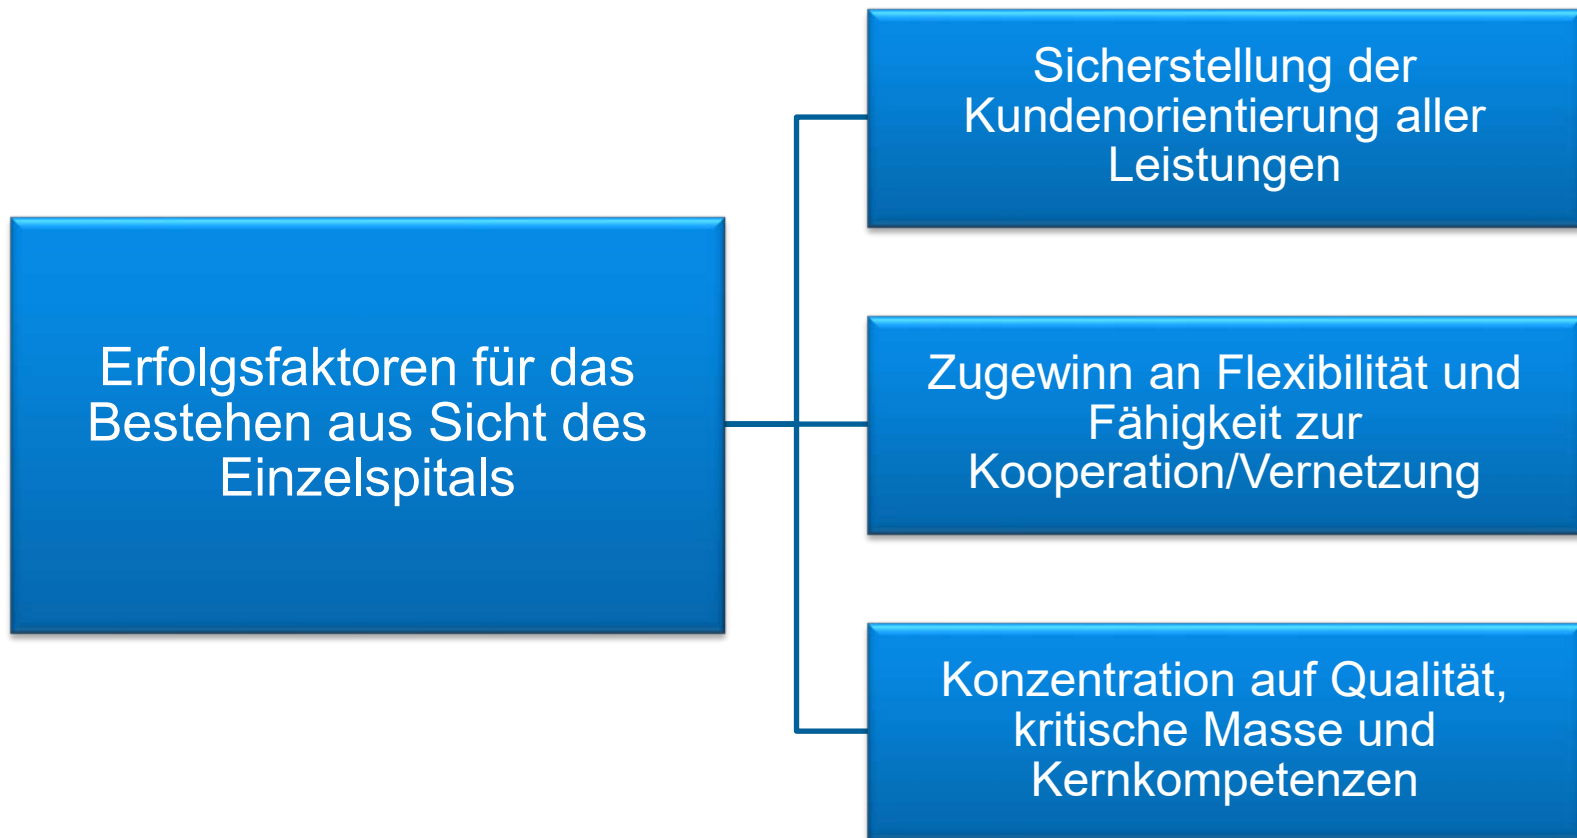 Erfolgsfaktoren für das
Bestehen aus Sicht des
Einzelspitals
Sicherstellung der
Kundenorientierung aller
Leistungen
Zugewinn an Flexibilität und
Fähigkeit zur
Kooperation/Vernetzung
Konzentration auf Qualität,
kritische Masse und
Kernkompetenzen